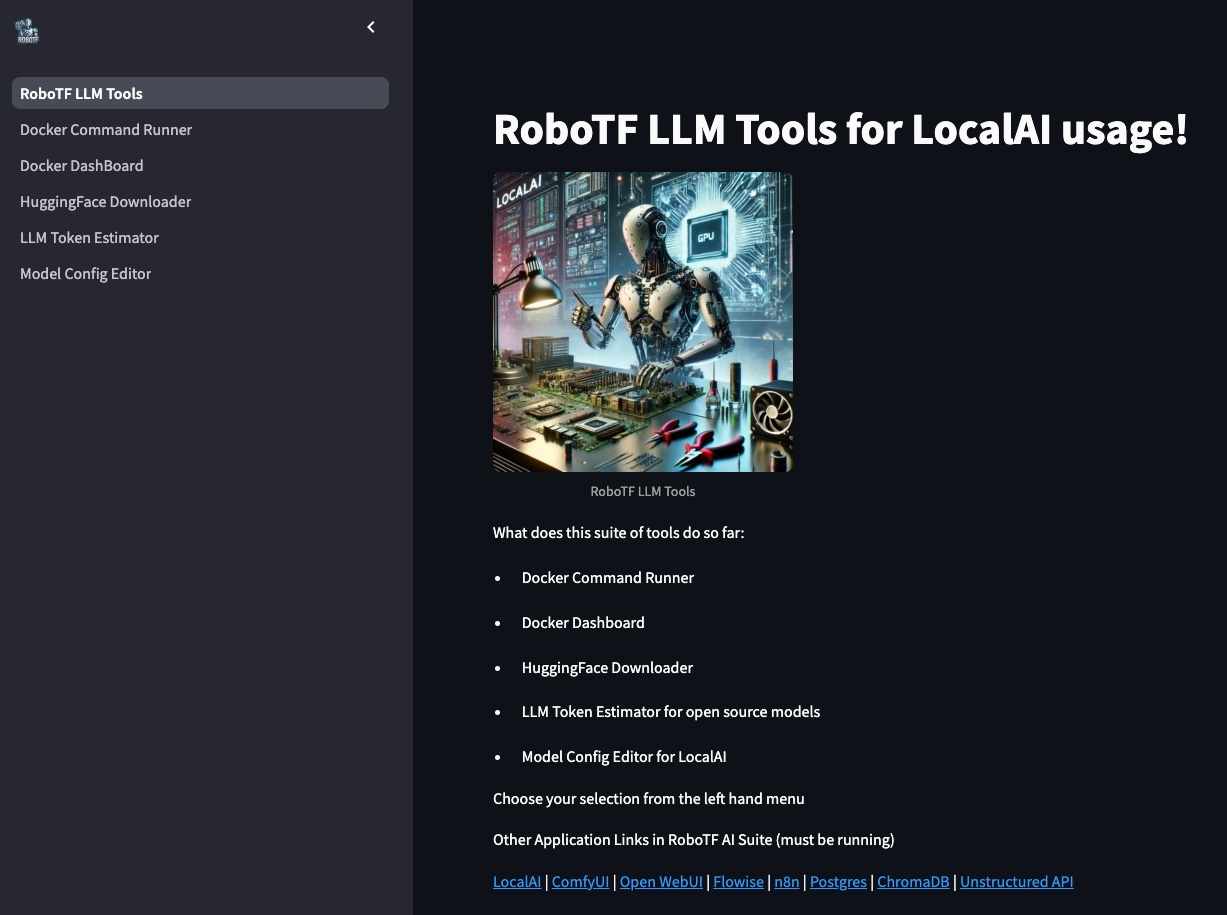 ROBOTF
RoboTF LLM Tools
Docker Command Runner
Docker DashBoard
HuggingFace Downloader
LLM Token Estimator
Model Config Editor
RoboTF LLM Tools for LocalAI usage!
LOCALAI
GPU
RoboTF LLM Tools
What does this suite of tools do so far:
• Docker Command Runner
• Docker Dashboard
• HuggingFace Downloader
• LLM Token Estimator for open source models
• Model Config Editor for LocalAI
Choose your selection from the left hand menu
Other Application Links in RoboTF AI Suite (must be running)
LocalAI | ComfyUI | Open WebUI | Flowise | n8n | Postgres | ChromaDB | Unstructured API